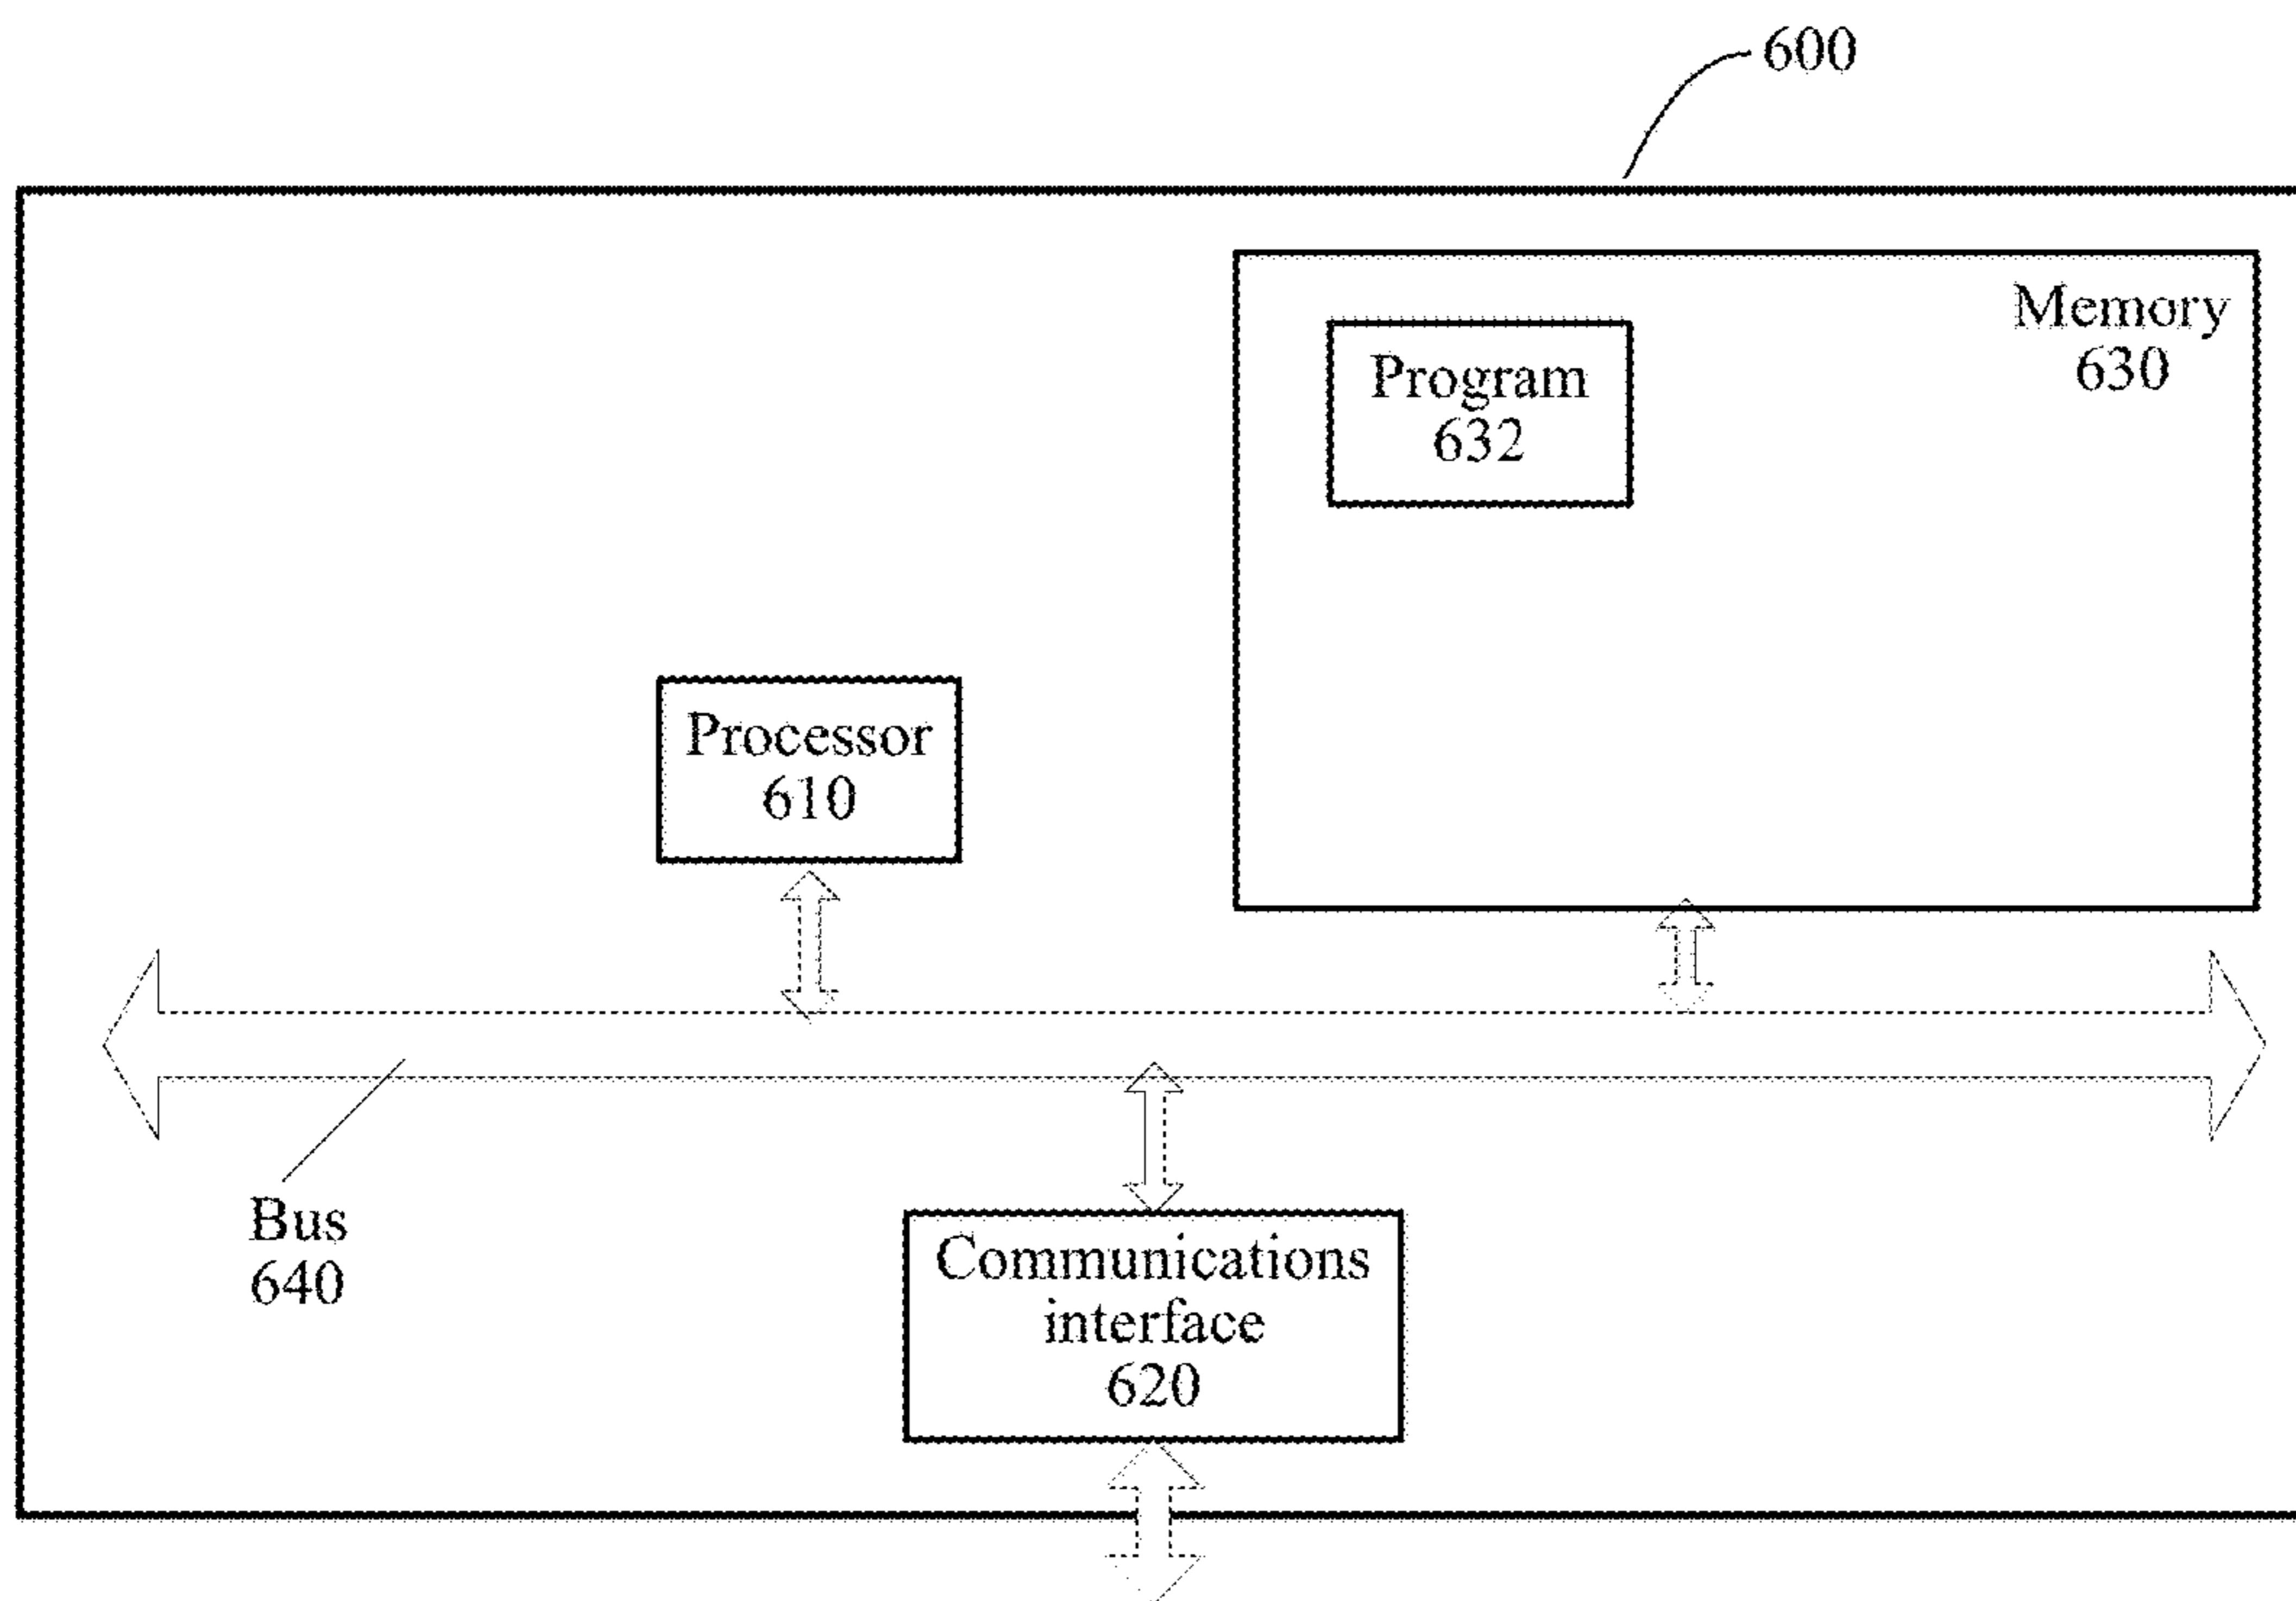 600
Memory
630
Program
632
Processor
610
Bus
640
Communications
interface
620